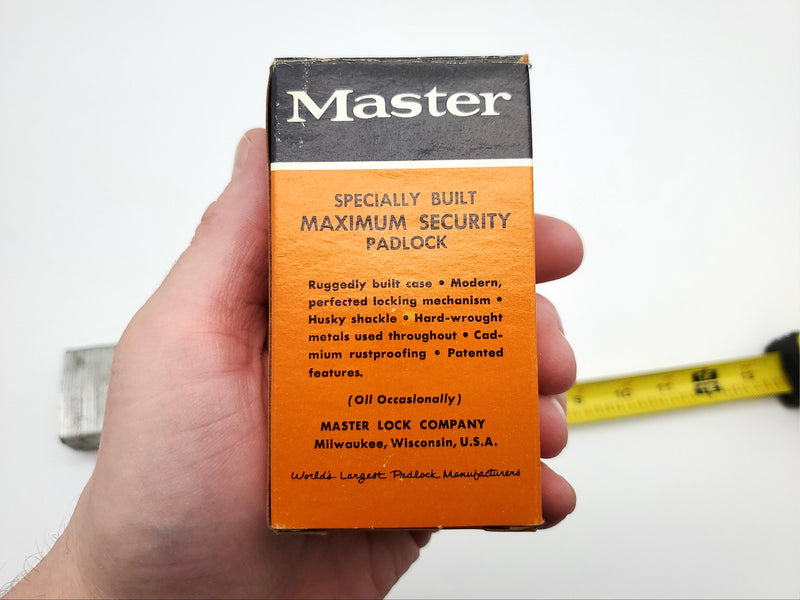 Master
SPECIALLY BUILT
MAXIMUM SECURITY
PADLOCK
Ruggedly built case • Modern,
perfected locking mechanism •
Husky shackle • Hard-wrought
metals used throughout • Cad-
mium rustproofing • Patented
features.
(Oil Occasionally)
MASTER LOCK COMPANY
Milwaukee, Wisconsin, U.S.A.
World's Largest Padlock Manufacturers